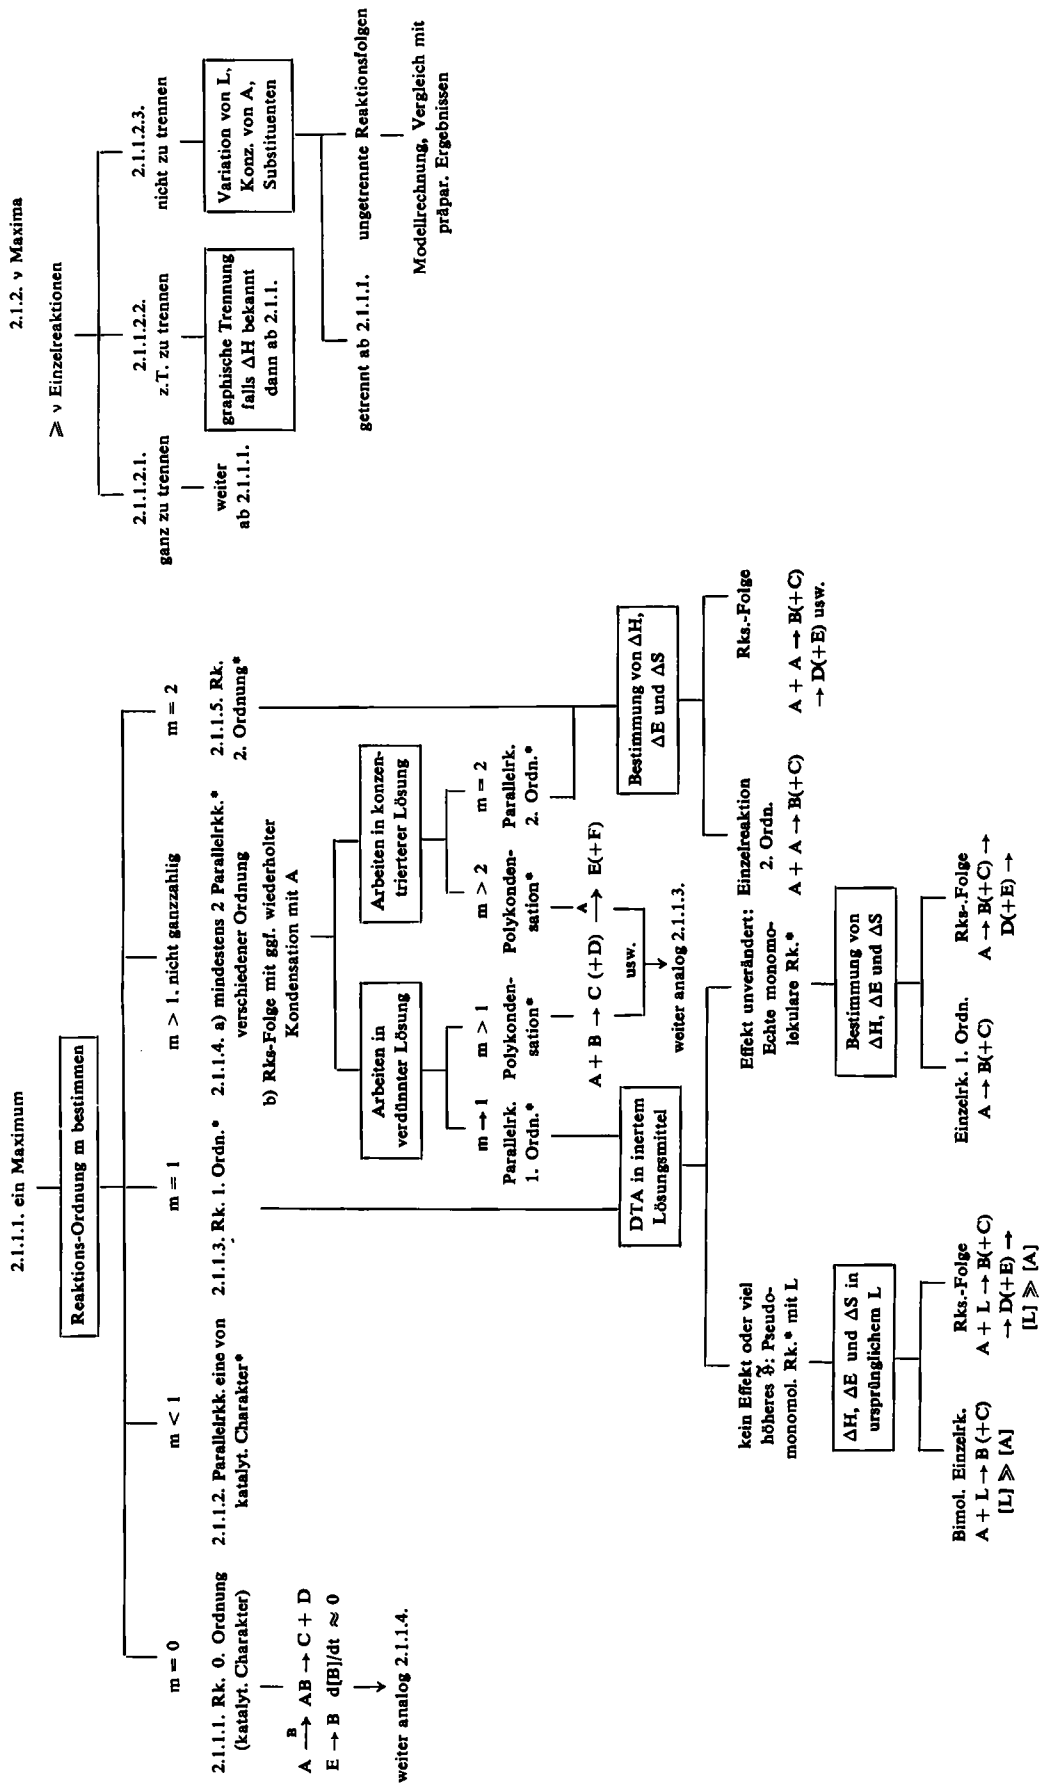 2.1.1.1. ein Maximum
Reaktions-Ordnung m bestimmen
m = 0
2.1.1.1. Rk. 0. Ordnung
(katalyt. Charakter)
B
A ⟶ AB → C + D
E → B d[B]/dt ≈ 0
weiter analog 2.1.1.4.
m < 1
2.1.1.2. Parallelrkk. eine von
katalyt. Charakter*
m = 1
2.1.1.3. Rk. 1. Ordn.*
m > 1. nicht ganzzahlig
2.1.1.4. a) mindestens 2 Parallelrkk.*
verschiedener Ordnung
b) Rks-Folge mit ggf. wiederholter
Kondensation mit A
m = 2
2.1.1.5. Rk.
2. Ordnung*
Arbeiten in
verdünnter Lösung
m → 1
Parallelrk.
1. Ordn.*
m > 1
Polykonden-
sation*
Arbeiten in konzen-
trierterer Lösung
m > 2
Polykonden-
sation*
m = 2
Parallelrk.
2. Ordn.*
A
A + B → C (+D) ⟶ E(+F)
usw.
weiter analog 2.1.1.3.
DTA in inertem
Lösungsmittel
kein Effekt oder viel
höheres ϑ̃: Pseudo-
monomol. Rk.* mit L
ΔH, ΔE und ΔS in
ursprünglichem L
Bimol. Einzelrk.
A + L → B (+C)
[L] ⩾ [A]
Rks.-Folge
A + L → B(+C)
→ D(+E) →
[L] ⩾ [A]
Effekt unverändert:
Echte monomo-
lekulare Rk.*
Bestimmung von
ΔH, ΔE und ΔS
Einzelrk. 1. Ordn.
A → B(+C)
Rks-.Folge
A → B(+C) →
D(+E) →
Bestimmung von ΔH,
ΔE und ΔS
Einzelreaktion
2. Ordn.
A + A → B(+C)
Rks.-Folge
A + A → B(+C)
→ D(+E) usw.
2.1.2. ν Maxima
⩾ ν Einzelreaktionen
2.1.1.2.1.
ganz zu trennen
weiter
ab 2.1.1.1.
2.1.1.2.2.
z.T. zu trennen
graphische Trennung
falls ΔH bekannt
dann ab 2.1.1.
2.1.1.2.3.
nicht zu trennen
Variation von L,
Konz. von A,
Substituenten
getrennt ab 2.1.1.1.
ungetrennte Reaktionsfolgen
Modellrechnung, Vergleich mit
präpar. Ergebnissen